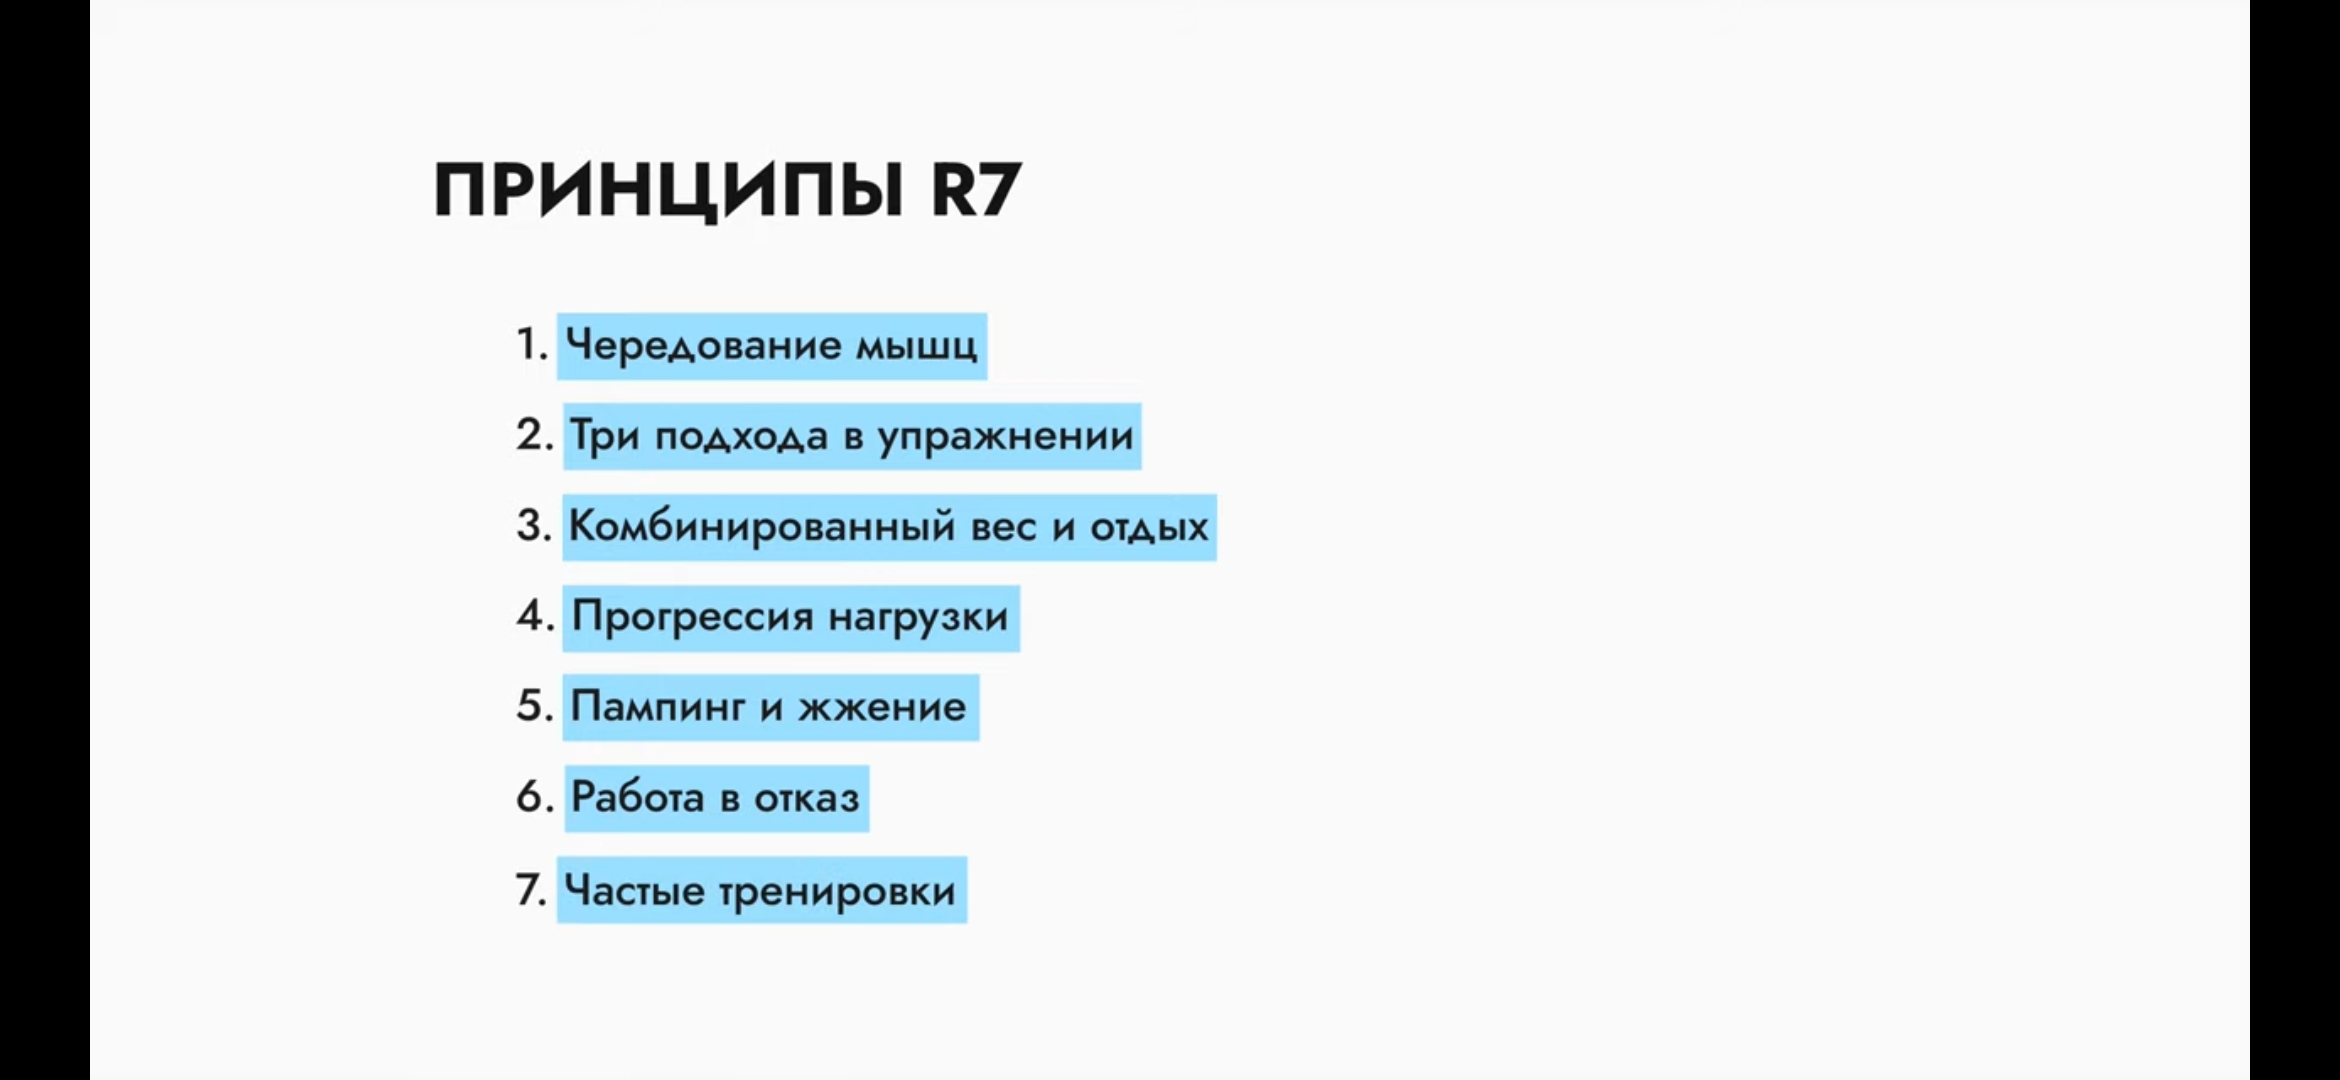 ПРИНЦИПЫ R7
1. Чередование мышц
2. Три подхода в упражнении
3. Комбинированный вес и отдых
4. Прогрессия нагрузки
5. Пампинг и жжение
6. Работа в отказ
7. Частые тренировки